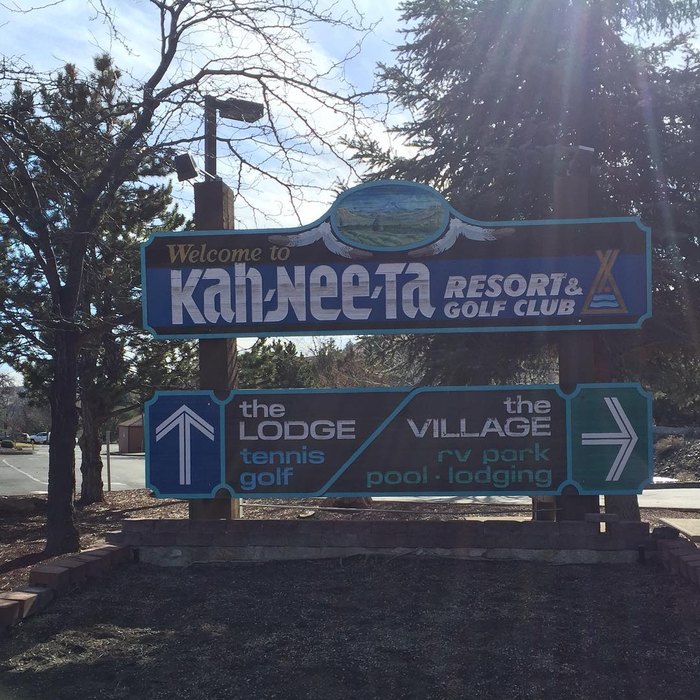 Welcome to
Kah-Nee-Ta RESORT &
GOLF CLUB
the
LODGE
tennis
golf
the
VILLAGE
rv park
pool · lodging